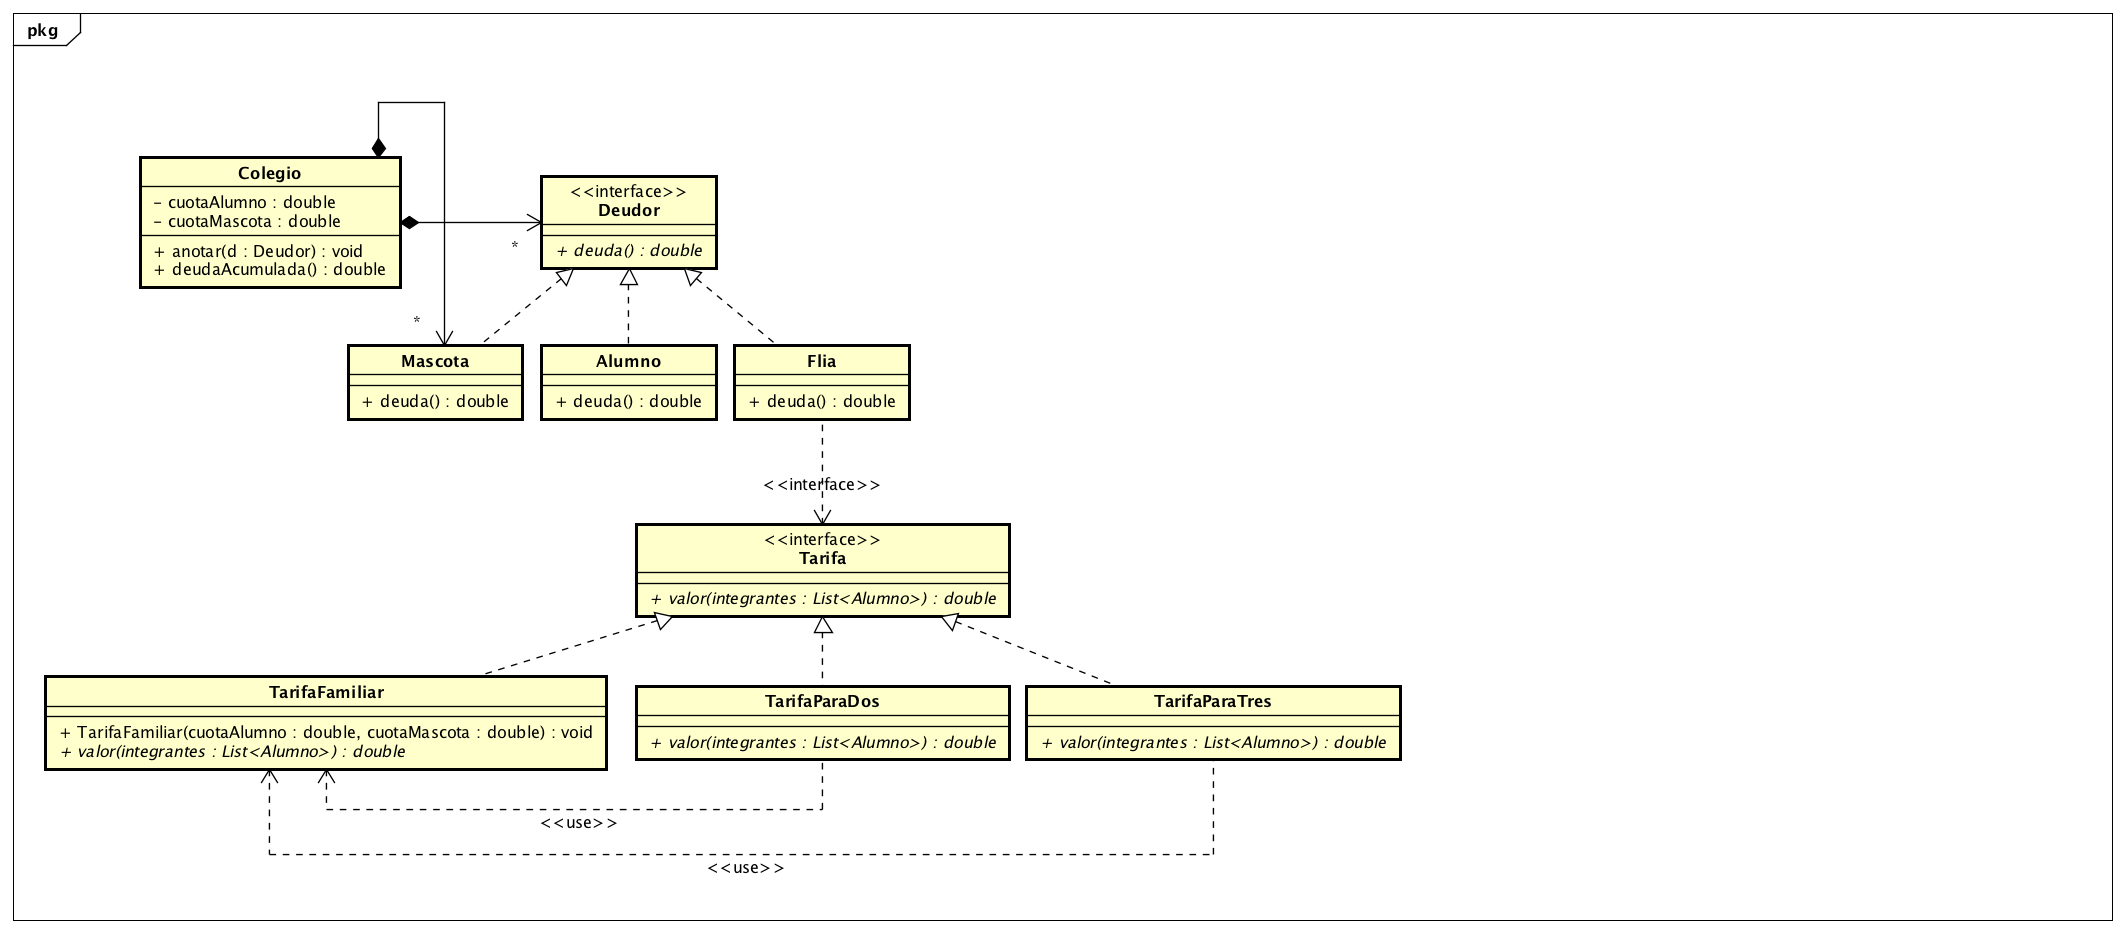 pkg
Colegio
- cuotaAlumno : double
- cuotaMascota : double
+ anotar(d : Deudor) : void
+ deudaAcumulada() : double
<<interface>>
Deudor
+ deuda() : double
*
*
Mascota
+ deuda() : double
Alumno
+ deuda() : double
Flia
+ deuda() : double
<<interface>>
<<interface>>
Tarifa
+ valor(integrantes : List<Alumno>) : double
TarifaFamiliar
+ TarifaFamiliar(cuotaAlumno : double, cuotaMascota : double) : void
+ valor(integrantes : List<Alumno>) : double
TarifaParaDos
+ valor(integrantes : List<Alumno>) : double
TarifaParaTres
+ valor(integrantes : List<Alumno>) : double
<<use>>
<<use>>